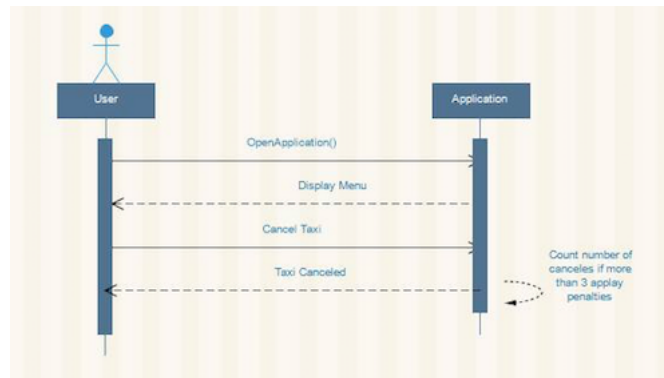 User
Application
OpenApplication()
Display Menu
Cancel Taxi
Taxi Canceled
Count number of
canceles if more
than 3 applay
penalties